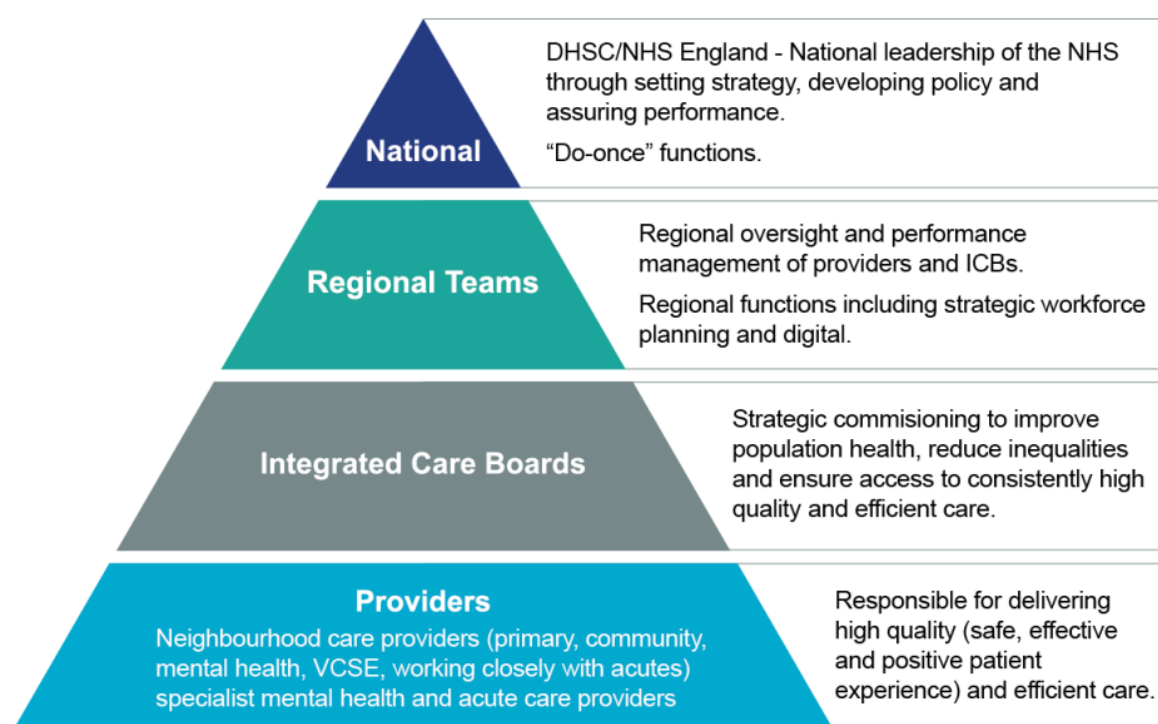 DHSC/NHS England - National leadership of the NHS
through setting strategy, developing policy and
assuring performance.
National
“Do-once” functions.
Regional Teams
Regional oversight and performance
management of providers and ICBs.
Regional functions including strategic workforce
planning and digital.
Integrated Care Boards
Strategic commisioning to improve
population health, reduce inequalities
and ensure access to consistently high
quality and efficient care.
Providers
Neighbourhood care providers (primary, community,
mental health, VCSE, working closely with acutes)
specialist mental health and acute care providers
Responsible for delivering
high quality (safe, effective
and positive patient
experience) and efficient care.